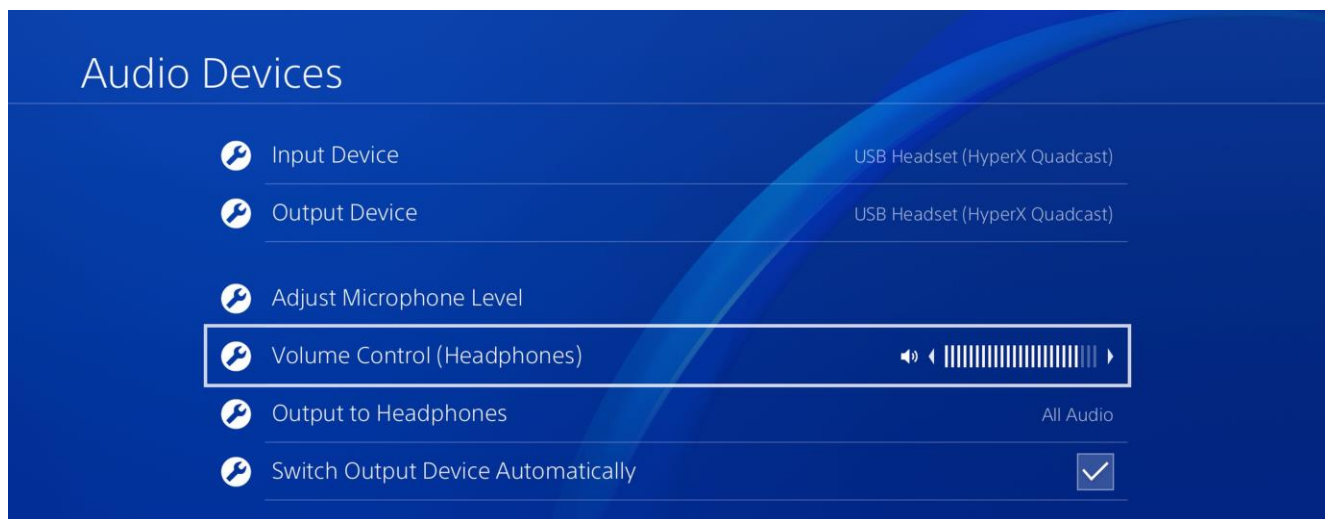 Audio Devices
Input Device USB Headset (HyperX Quadcast)
Output Device USB Headset (HyperX Quadcast)
Adjust Microphone Level
Volume Control (Headphones)
Output to Headphones All Audio
Switch Output Device Automatically